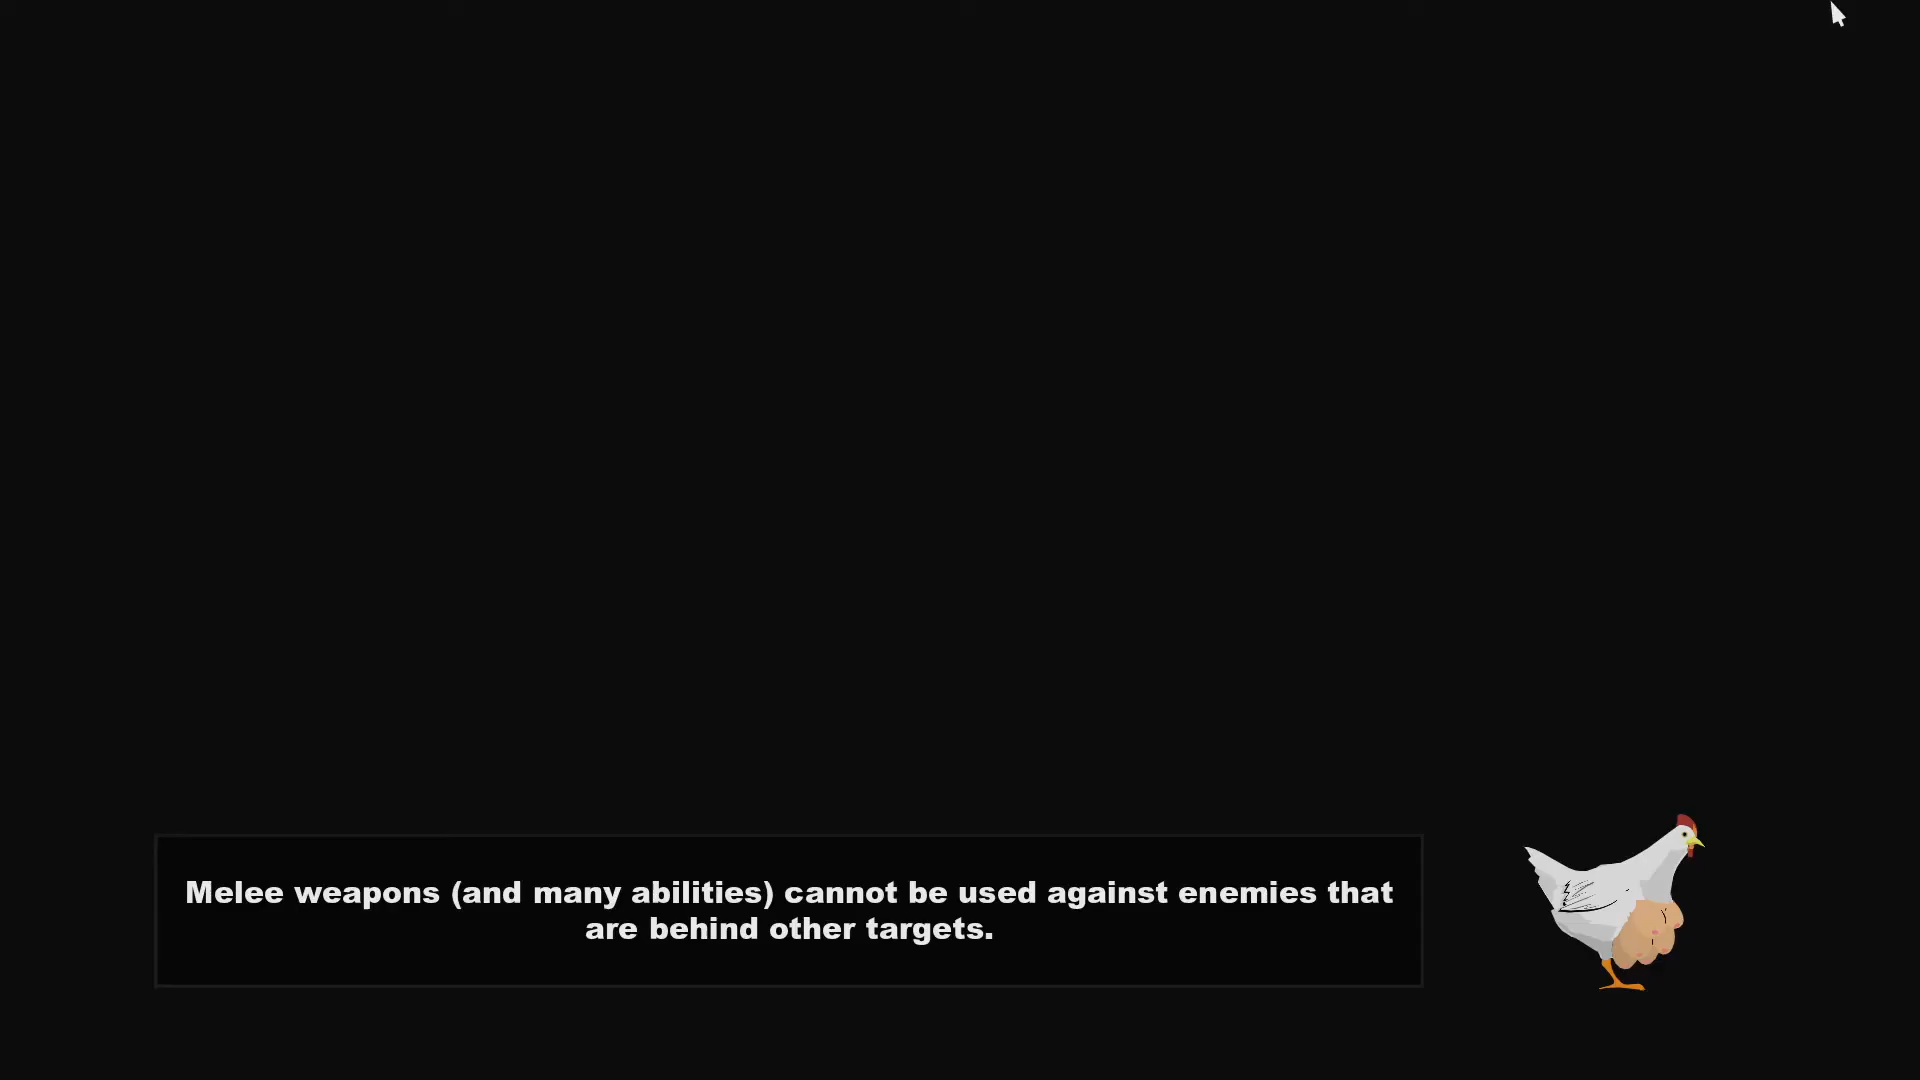 Melee weapons (and many abilities) cannot be used against enemies that
are behind other targets.